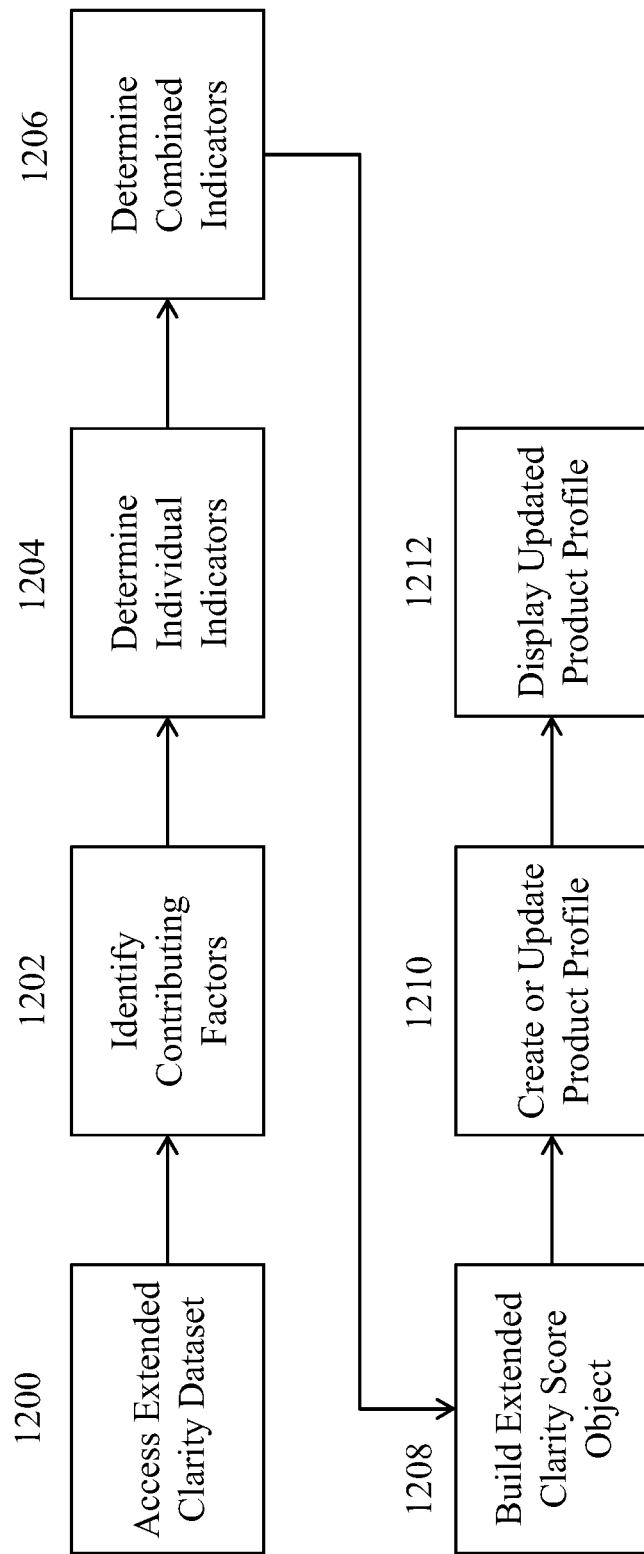 1200
Access Extended
Clarity Dataset
1202
Identify
Contributing
Factors
1204
Determine
Individual
Indicators
1206
Determine
Combined
Indicators
1208
Build Extended
Clarity Score
Object
1210
Create or Update
Product Profile
1212
Display Updated
Product Profile